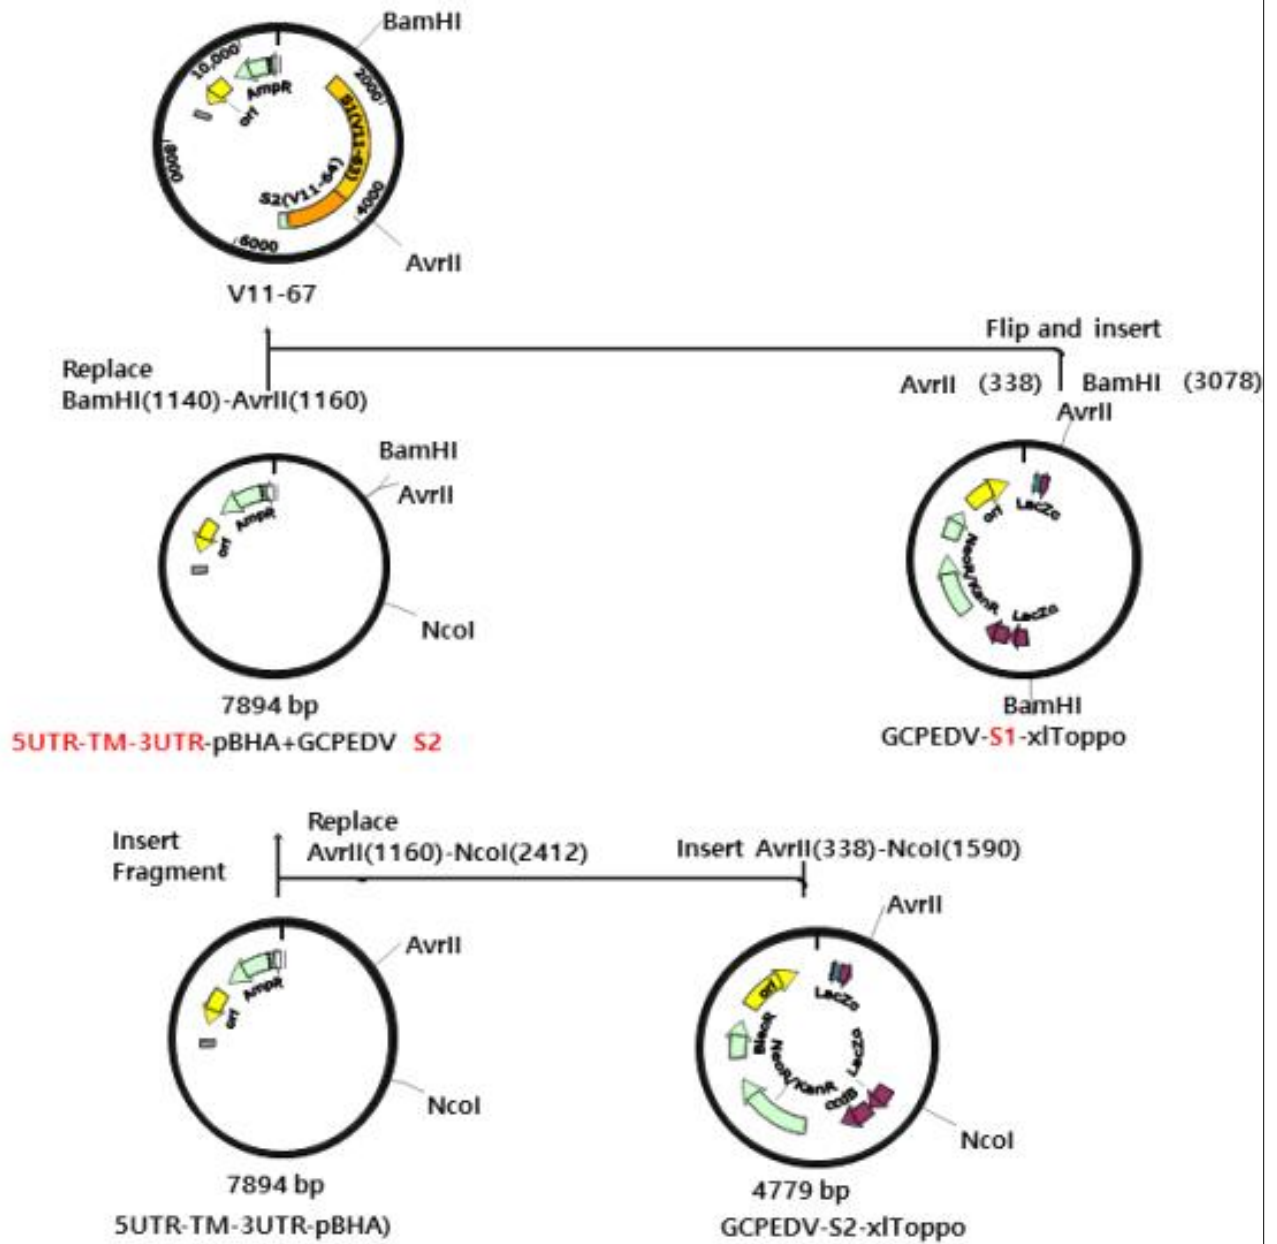 BamHI
10,000
2000
AmpR
ori
S1(V11-63)
8000
S2(V11-64)
4000
6000
AvrII
V11-67
Flip and insert
Replace
BamHI(1140)-AvrII(1160)
AvrII (338) BamHI (3078)
AvrII
BamHI
AvrII
AmpR
ori
NcoI
ori
LacZα
NeoR/KanR
LacZα
7894 bp
BamHI
5UTR-TM-3UTR-pBHA+GCPEDV S2
GCPEDV-S1-xlToppo
Insert
Fragment
Replace
AvrII(1160)-NcoI(2412)
Insert AvrII(338)-NcoI(1590)
AvrII
AvrII
AmpR
ori
NcoI
ori
LacZα
BleoR
NeoR/KanR
LacZα
ccdB
NcoI
7894 bp
4779 bp
5UTR-TM-3UTR-pBHA)
GCPEDV-S2-xlToppo